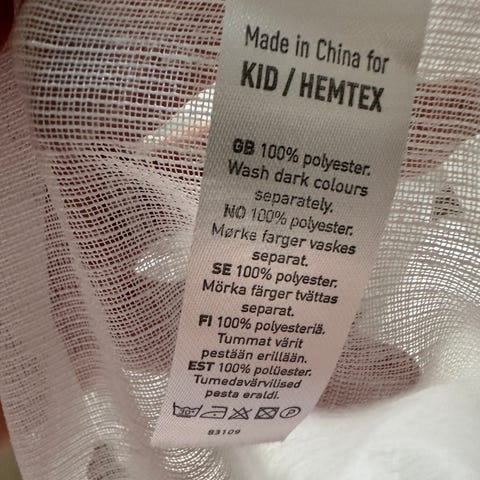 Made in China for
KID / HEMTEX
GB 100% polyester.
Wash dark colours
separately.
NO 100% polyester.
Mørke farger vaskes
separat.
SE 100% polyester.
Mörka färger tvättas
separat.
FI 100% polyesteriä.
Tummat värit
pestään erillään.
EST 100% polüester.
Tumedavärvilised
pesta eraldi.
83109